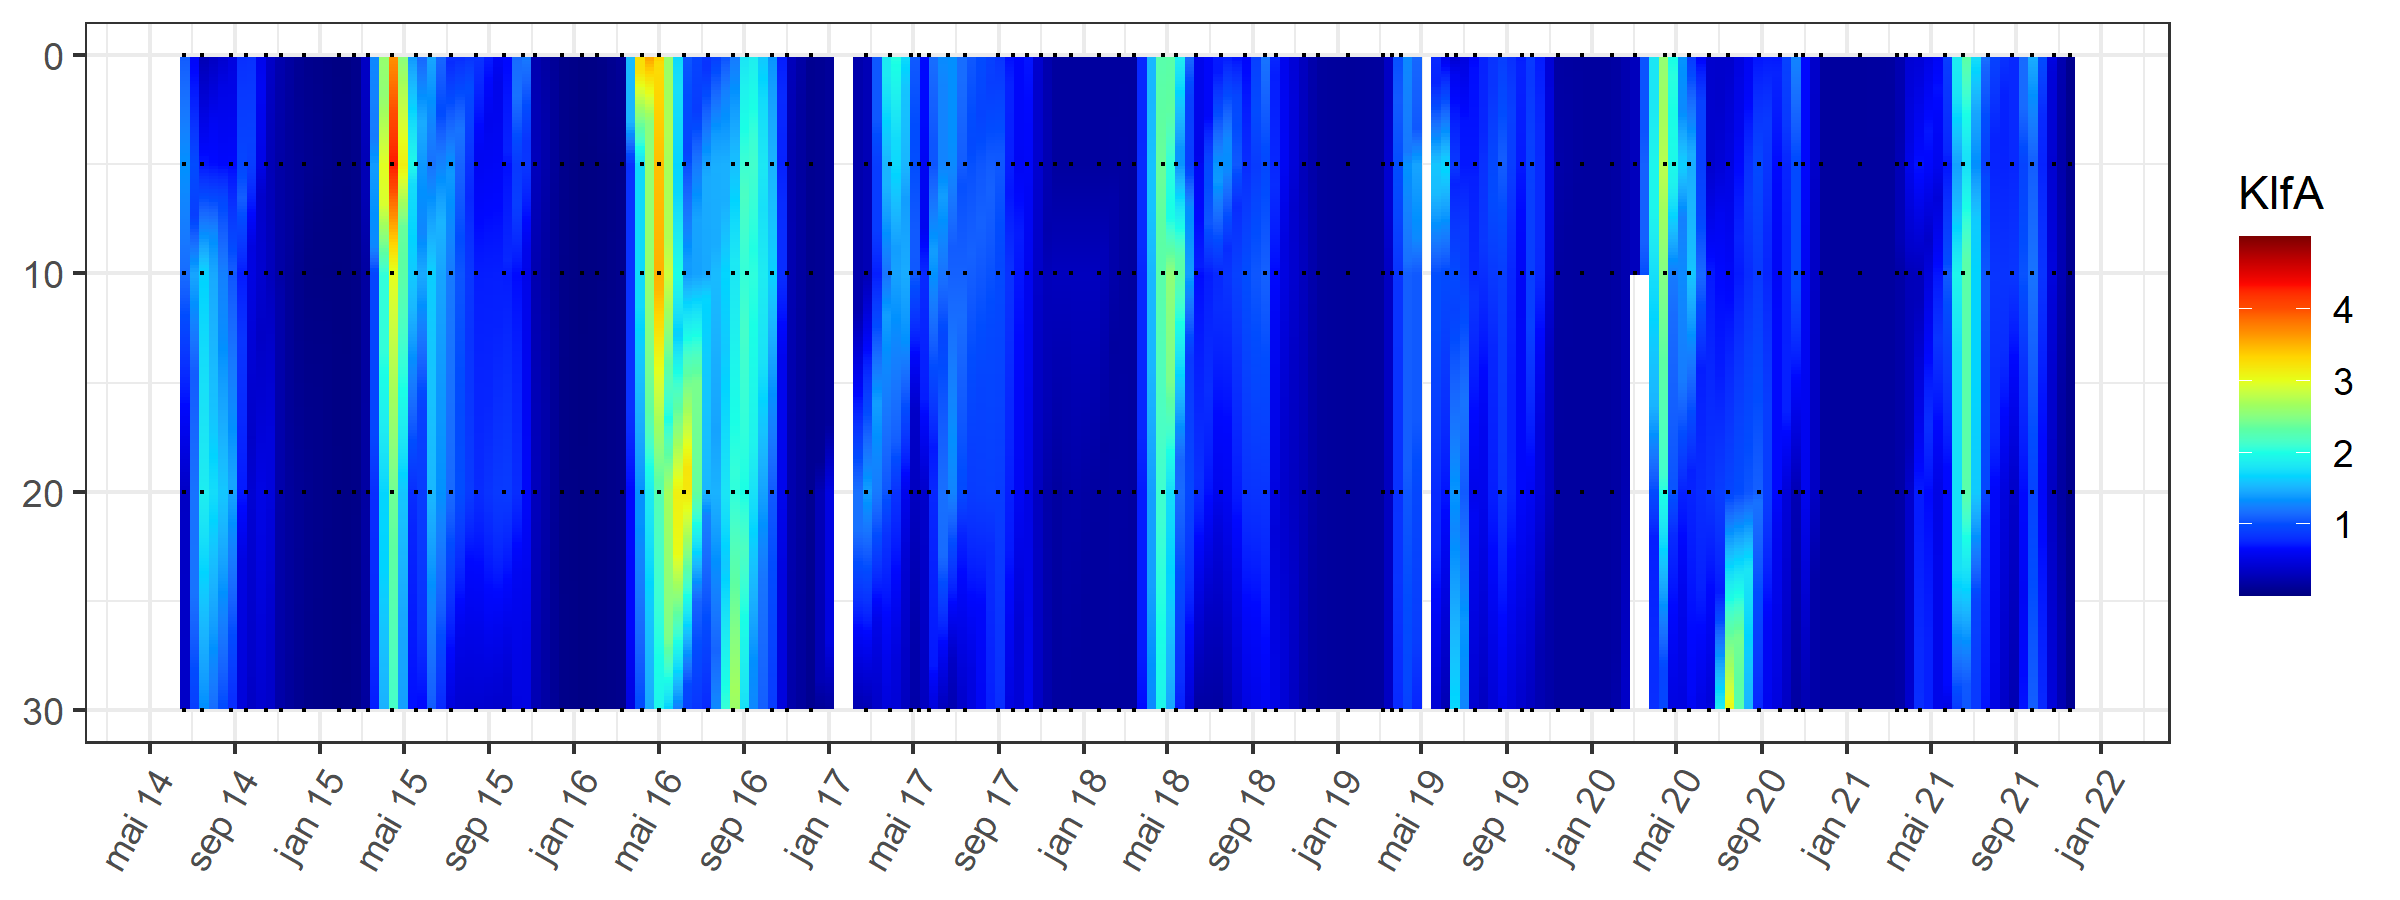 0
10
20
30
mai 14
sep 14
jan 15
mai 15
sep 15
jan 16
mai 16
sep 16
jan 17
mai 17
sep 17
jan 18
mai 18
sep 18
jan 19
mai 19
sep 19
jan 20
mai 20
sep 20
jan 21
mai 21
sep 21
jan 22
KlfA
4
3
2
1